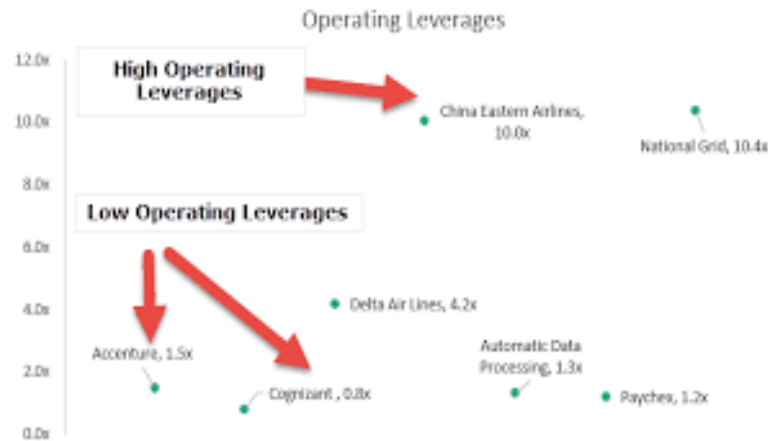 Operating Leverages
12.0x
High Operating
Leverages
China Eastern Airlines,
10.0x
10.0x
National Grid, 10.4x
8.0x
Low Operating Leverages
6.0x
4.0x
Delta Air Lines, 4.2x
Accenture, 1.5x
Automatic Data
Processing, 1.3x
2.0x
Cognizant , 0.8x
Paychex, 1.2x
0.0x